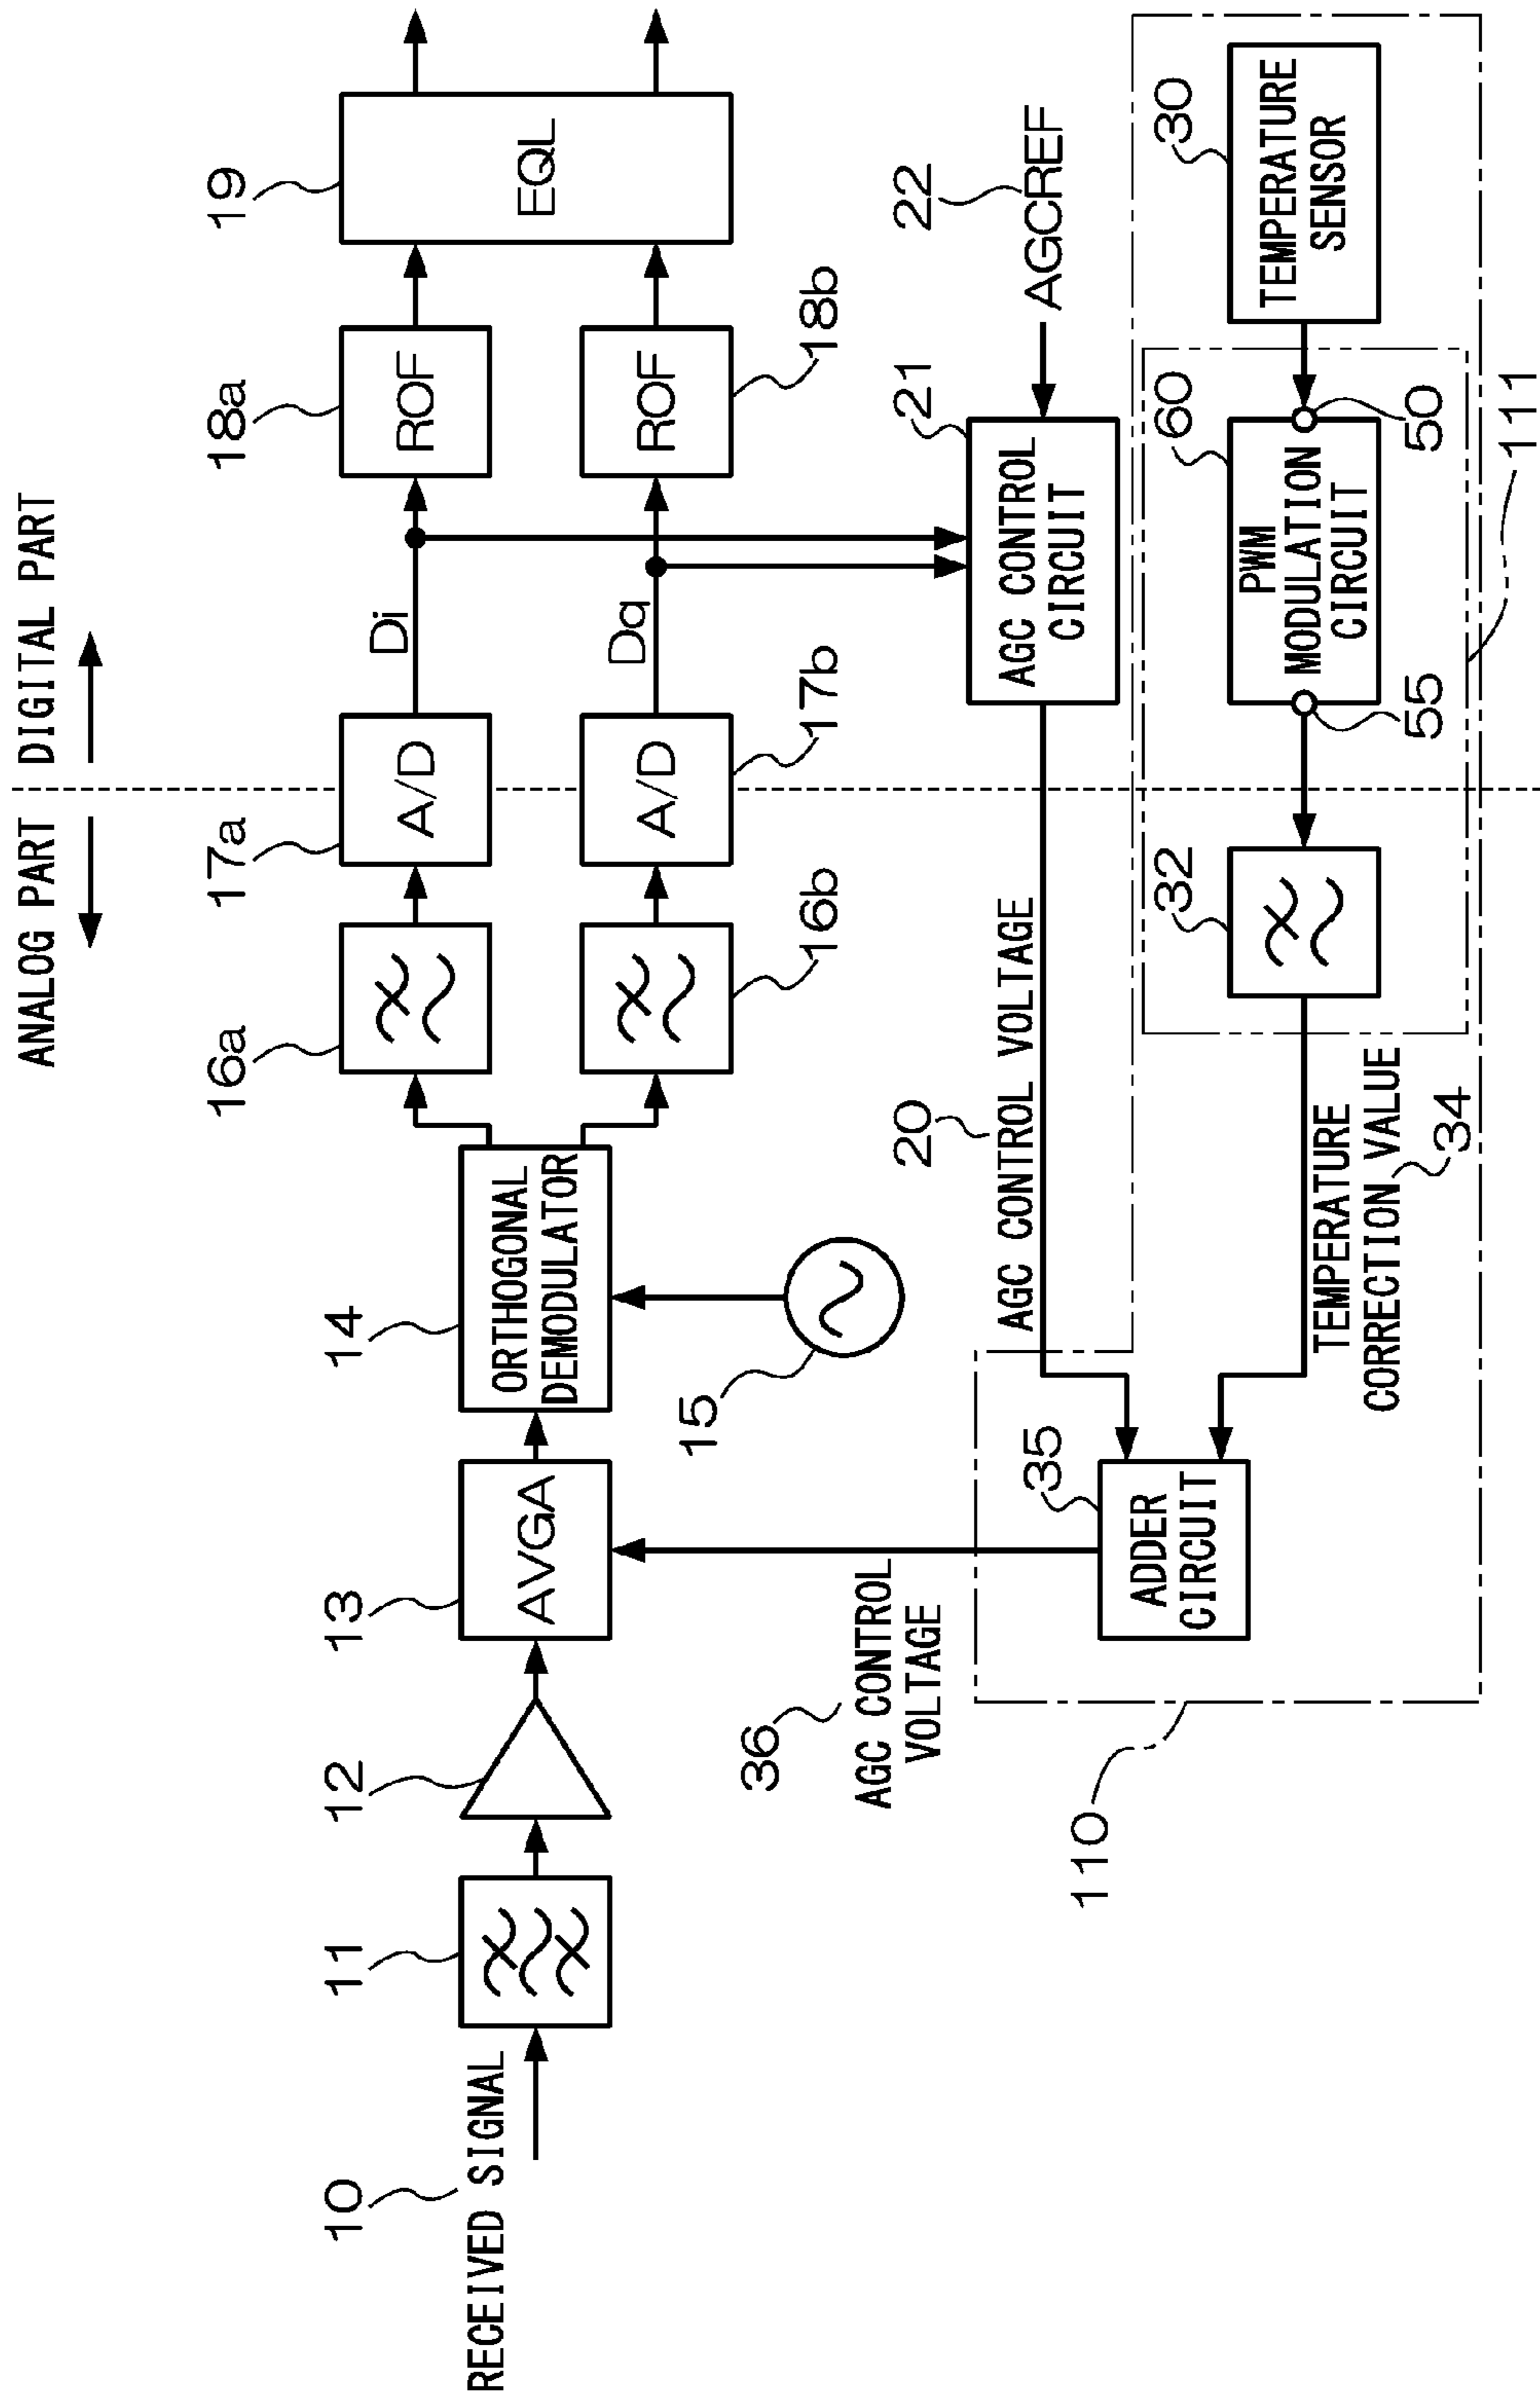 ANALOG PART
DIGITAL PART
10
RECEIVED SIGNAL
11
12
13
AVGA
14
ORTHOGONAL
DEMODULATOR
15
16a
16b
17a
A/D
A/D
17b
Di
Dq
18a
ROF
ROF
18b
19
EQL
36
AGC CONTROL
VOLTAGE
20
AGC CONTROL VOLTAGE
21
AGC CONTROL
CIRCUIT
22
AGCREF
110
35
ADDER
CIRCUIT
TEMPERATURE
CORRECTION VALUE
34
32
55
60
PWM
MODULATION
CIRCUIT
50
30
TEMPERATURE
SENSOR
111